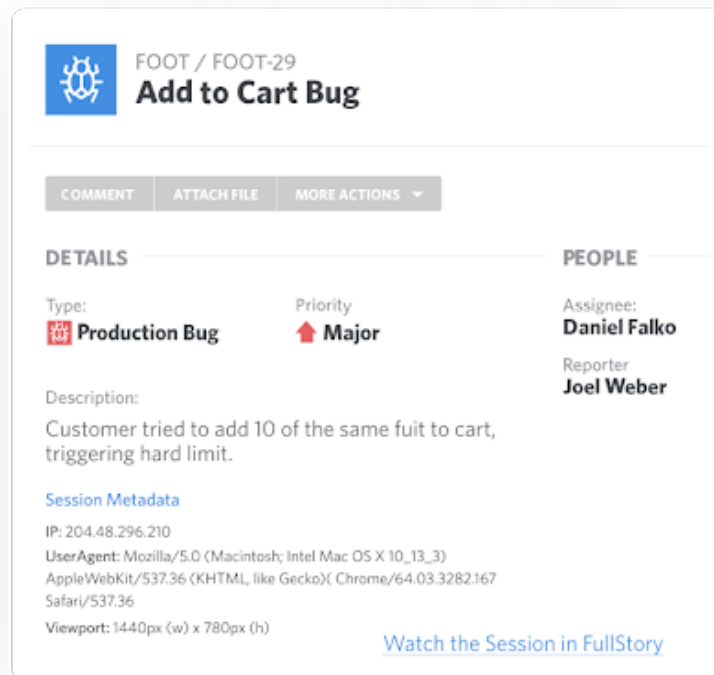 FOOT / FOOT-29
Add to Cart Bug
COMMENT ATTACH FILE MORE ACTIONS
DETAILS
PEOPLE
Type:
Production Bug
Priority
Major
Assignee:
Daniel Falko
Reporter
Joel Weber
Description:
Customer tried to add 10 of the same fuit to cart,
triggering hard limit.
Session Metadata
IP: 204.48.296.210
UserAgent: Mozilla/5.0 (Macintosh; Intel Mac OS X 10_13_3)
AppleWebKit/537.36 (KHTML, like Gecko)( Chrome/64.03.3282.167
Safari/537.36
Viewport: 1440px (w) x 780px (h)
Watch the Session in FullStory